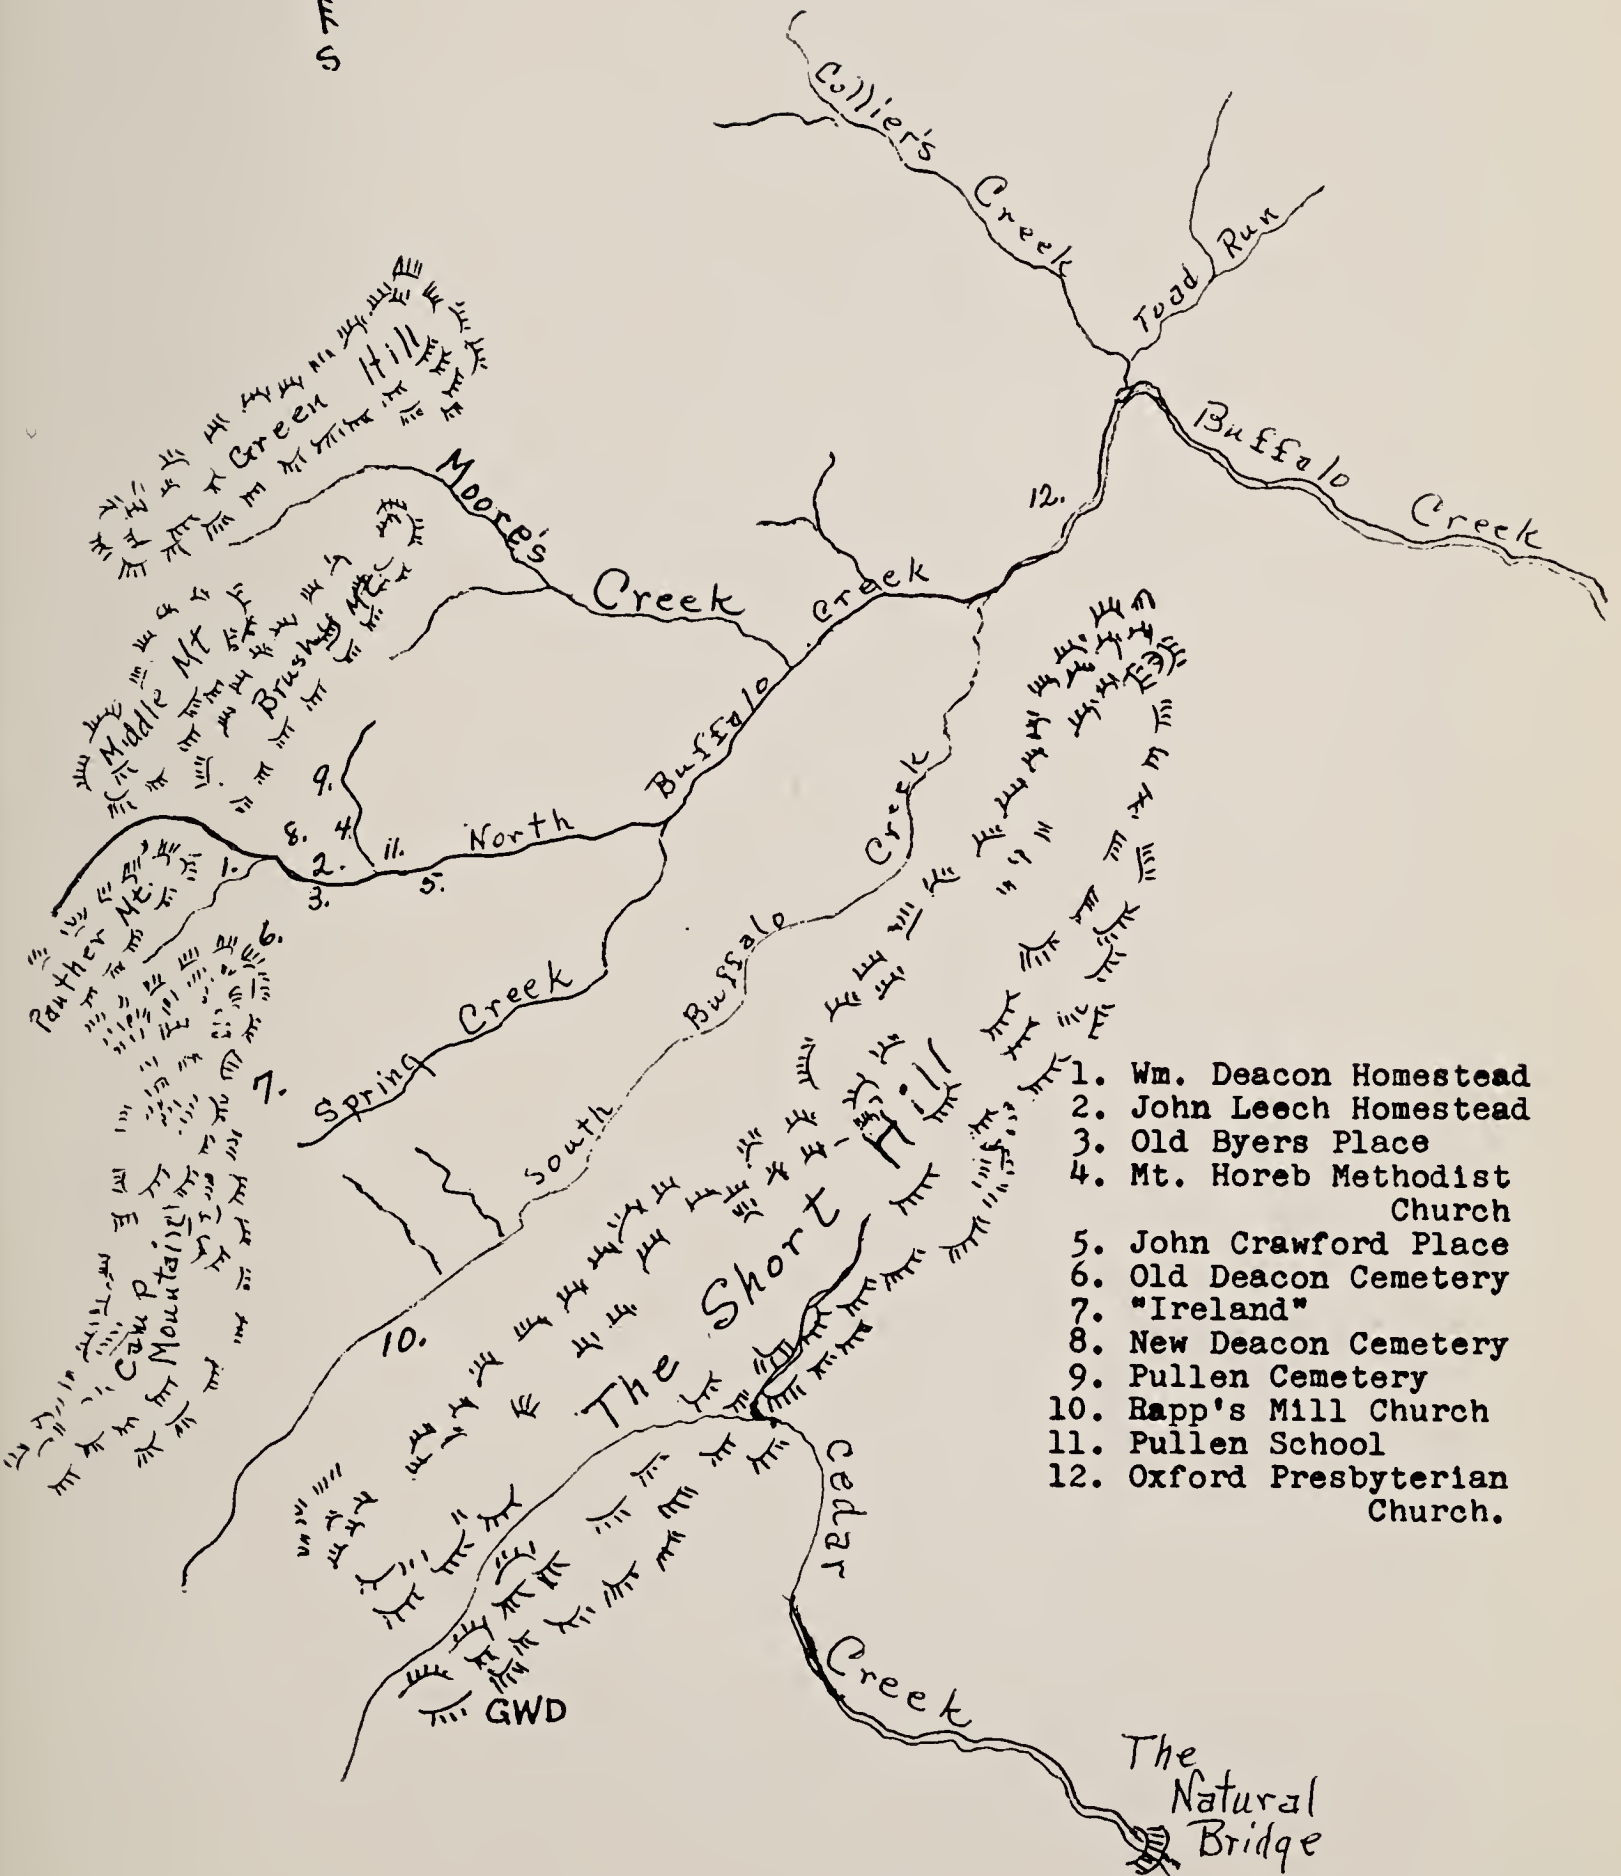 E
S
Collier's
Creek
Toad Run
Green Hill
Buffalo
Creek
Moore's
Creek
12.
Middle Mt
Brushy Mt.
North
Buffalo
Creek
9.
8.
4.
11.
1.
2.
3.
5.
Panther Mt.
6.
7.
Spring Creek
South
Buffalo
Creek
Camp
Mountain
10.
The Short Hill
1. Wm. Deacon Homestead
2. John Leech Homestead
3. Old Byers Place
4. Mt. Horeb Methodist
Church
5. John Crawford Place
6. Old Deacon Cemetery
7. "Ireland"
8. New Deacon Cemetery
9. Pullen Cemetery
10. Rapp's Mill Church
11. Pullen School
12. Oxford Presbyterian
Church.
Cedar
Creek
GWD
The
Natural
Bridge